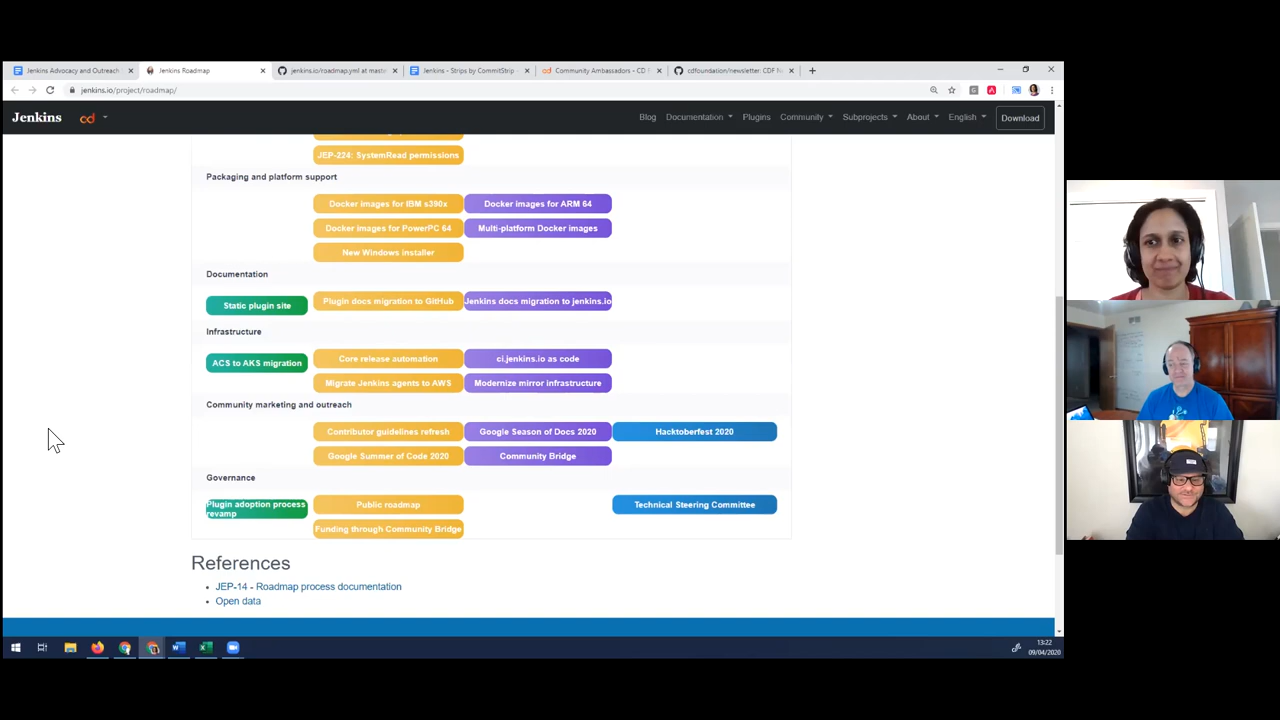 Jenkins Advocacy and Outreach
Jenkins Roadmap
jenkins.io/roadmap.yml at maste
Jenkins - Strips by CommitStrip -
Community Ambassadors - CD
cdfoundation/newsletter: CDF N
jenkins.io/project/roadmap/
Jenkins
cd
Blog
Documentation
Plugins
Community
Subprojects
About
English
Download
JEP-224: SystemRead permissions
Packaging and platform support
Docker images for IBM s390x
Docker images for ARM 64
Docker images for PowerPC 64
Multi-platform Docker images
New Windows installer
Documentation
Static plugin site
Plugin docs migration to GitHub
Jenkins docs migration to jenkins.io
Infrastructure
ACS to AKS migration
Core release automation
ci.jenkins.io as code
Migrate Jenkins agents to AWS
Modernize mirror infrastructure
Community marketing and outreach
Contributor guidelines refresh
Google Season of Docs 2020
Hacktoberfest 2020
Google Summer of Code 2020
Community Bridge
Governance
Plugin adoption process
revamp
Public roadmap
Technical Steering Committee
Funding through Community Bridge
References
JEP-14 - Roadmap process documentation
Open data
13:22
09/04/2020